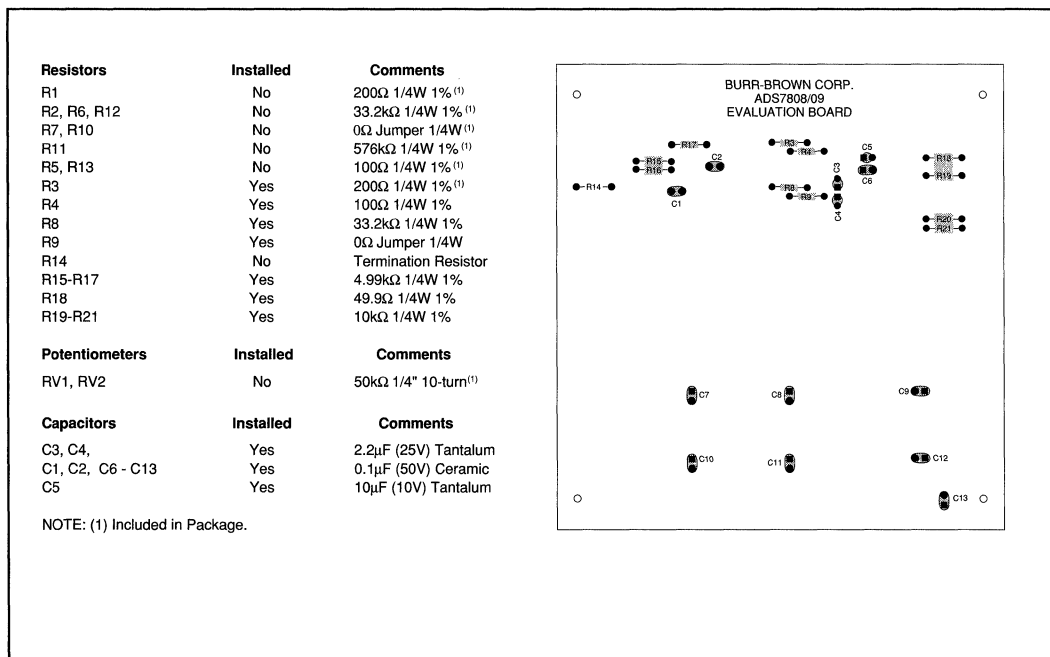 Resistors Installed Comments
R1 No 200Ω 1/4W 1% (1)
R2, R6, R12 No 33.2kΩ 1/4W 1% (1)
R7, R10 No 0Ω Jumper 1/4W (1)
R11 No 576kΩ 1/4W 1% (1)
R5, R13 No 100Ω 1/4W 1% (1)
R3 Yes 200Ω 1/4W 1% (1)
R4 Yes 100Ω 1/4W 1%
R8 Yes 33.2kΩ 1/4W 1%
R9 Yes 0Ω Jumper 1/4W
R14 No Termination Resistor
R15-R17 Yes 4.99kΩ 1/4W 1%
R18 Yes 49.9Ω 1/4W 1%
R19-R21 Yes 10kΩ 1/4W 1%
Potentiometers Installed Comments
RV1, RV2 No 50kΩ 1/4" 10-turn(1)
Capacitors Installed Comments
C3, C4, Yes 2.2µF (25V) Tantalum
C1, C2, C6 - C13 Yes 0.1µF (50V) Ceramic
C5 Yes 10µF (10V) Tantalum
NOTE: (1) Included in Package.
BURR-BROWN CORP.
ADS7808/09
EVALUATION BOARD
R17
R3
R4
C5
R15
R16
C2
C3
C6
R18
R19
R14
C1
R8
R9
C4
R20
R21
C7
C8
C9
C10
C11
C12
C13